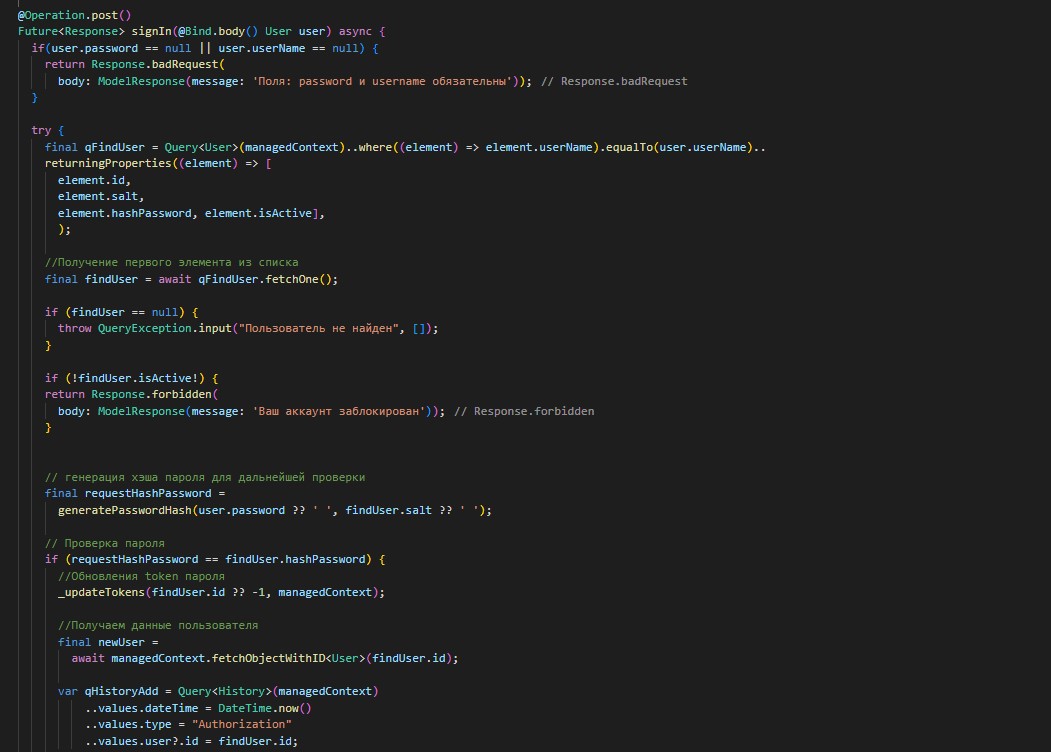 @Operation.post()
Future<Response> signIn(@Bind.body() User user) async {
if(user.password == null || user.userName == null) {
return Response.badRequest(
body: ModelResponse(message: 'Поля: password и username обязательны')); // Response.badRequest
}
try {
final qFindUser = Query<User>(managedContext)..where((element) => element.userName).equalTo(user.userName)..
returningProperties((element) => [
element.id,
element.salt,
element.hashPassword, element.isActive],
);
//Получение первого элемента из списка
final findUser = await qFindUser.fetchOne();
if (findUser == null) {
throw QueryException.input("Пользователь не найден", []);
}
if (!findUser.isActive!) {
return Response.forbidden(
body: ModelResponse(message: 'Ваш аккаунт заблокирован')); // Response.forbidden
}
// генерация хэша пароля для дальнейшей проверки
final requestHashPassword =
generatePasswordHash(user.password ?? ' ', findUser.salt ?? ' ');
// Проверка пароля
if (requestHashPassword == findUser.hashPassword) {
//Обновления token пароля
_updateTokens(findUser.id ?? -1, managedContext);
//Получаем данные пользователя
final newUser =
await managedContext.fetchObjectWithID<User>(findUser.id);
var qHistoryAdd = Query<History>(managedContext)
..values.dateTime = DateTime.now()
..values.type = "Authorization"
..values.user?.id = findUser.id;